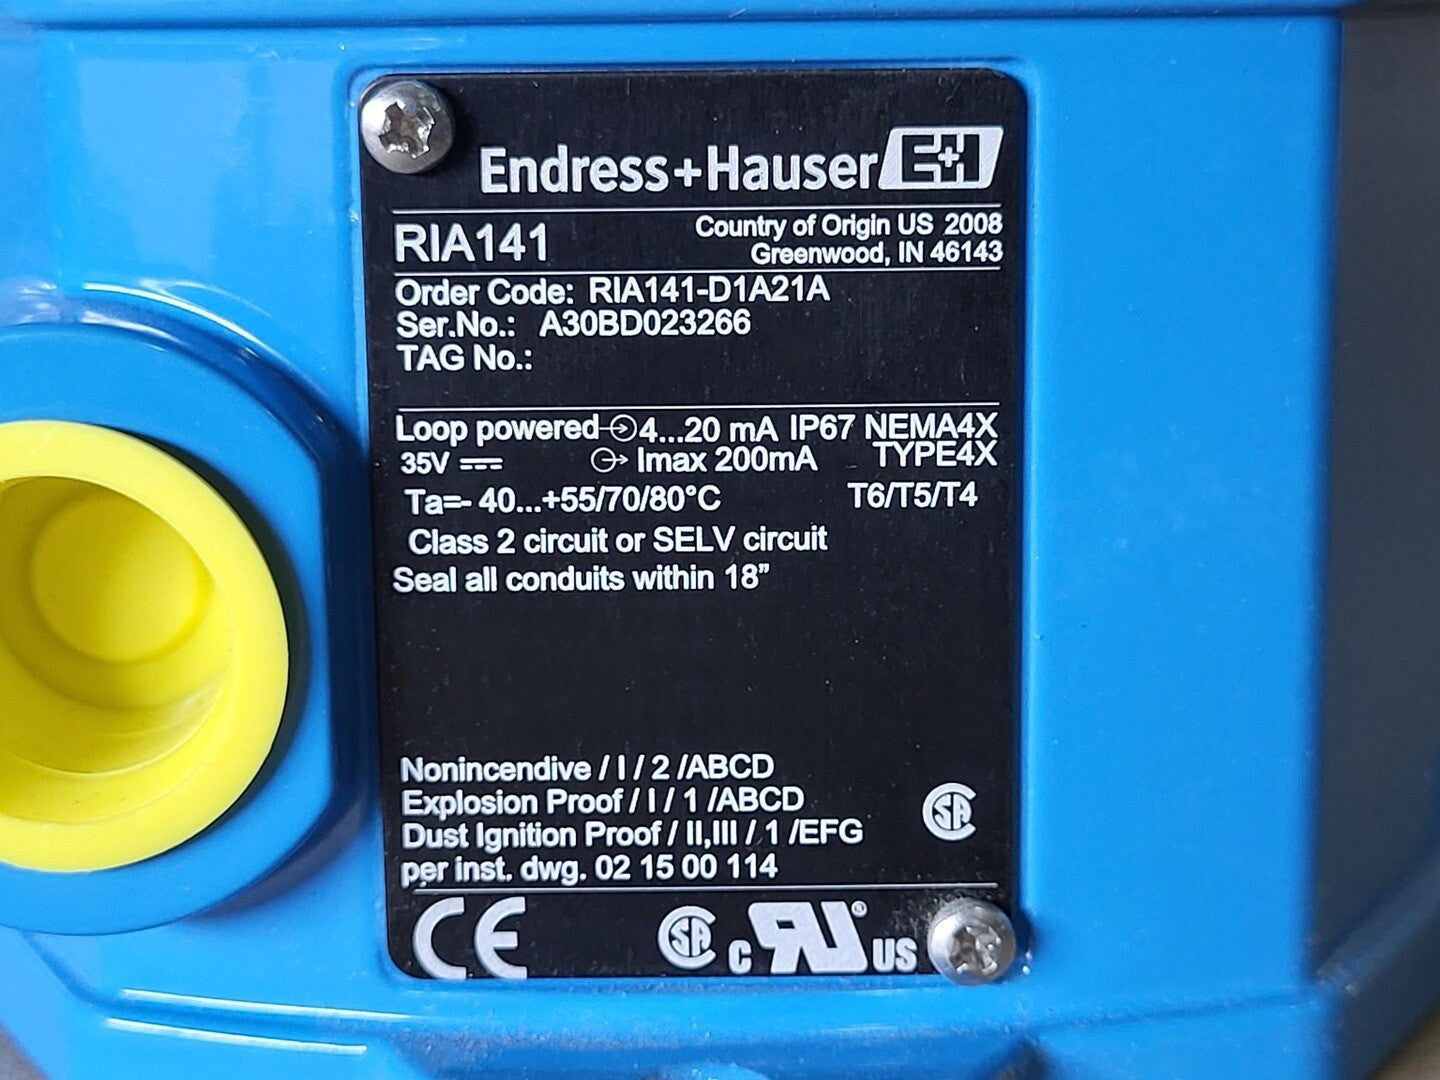 Endress+Hauser E+H
RIA141
Country of Origin US 2008
Greenwood, IN 46143
Order Code: RIA141-D1A21A
Ser.No.: A30BD023266
TAG No.:
Loop powered 4...20 mA IP67 NEMA4X
35V Imax 200mA TYPE4X
Ta=- 40...+55/70/80°C T6/T5/T4
Class 2 circuit or SELV circuit
Seal all conduits within 18”
Nonincendive / I / 2 /ABCD
Explosion Proof / I / 1 /ABCD
Dust Ignition Proof / II,III / 1 /EFG
per inst. dwg. 02 15 00 114
SA
CE SA c RU ® US